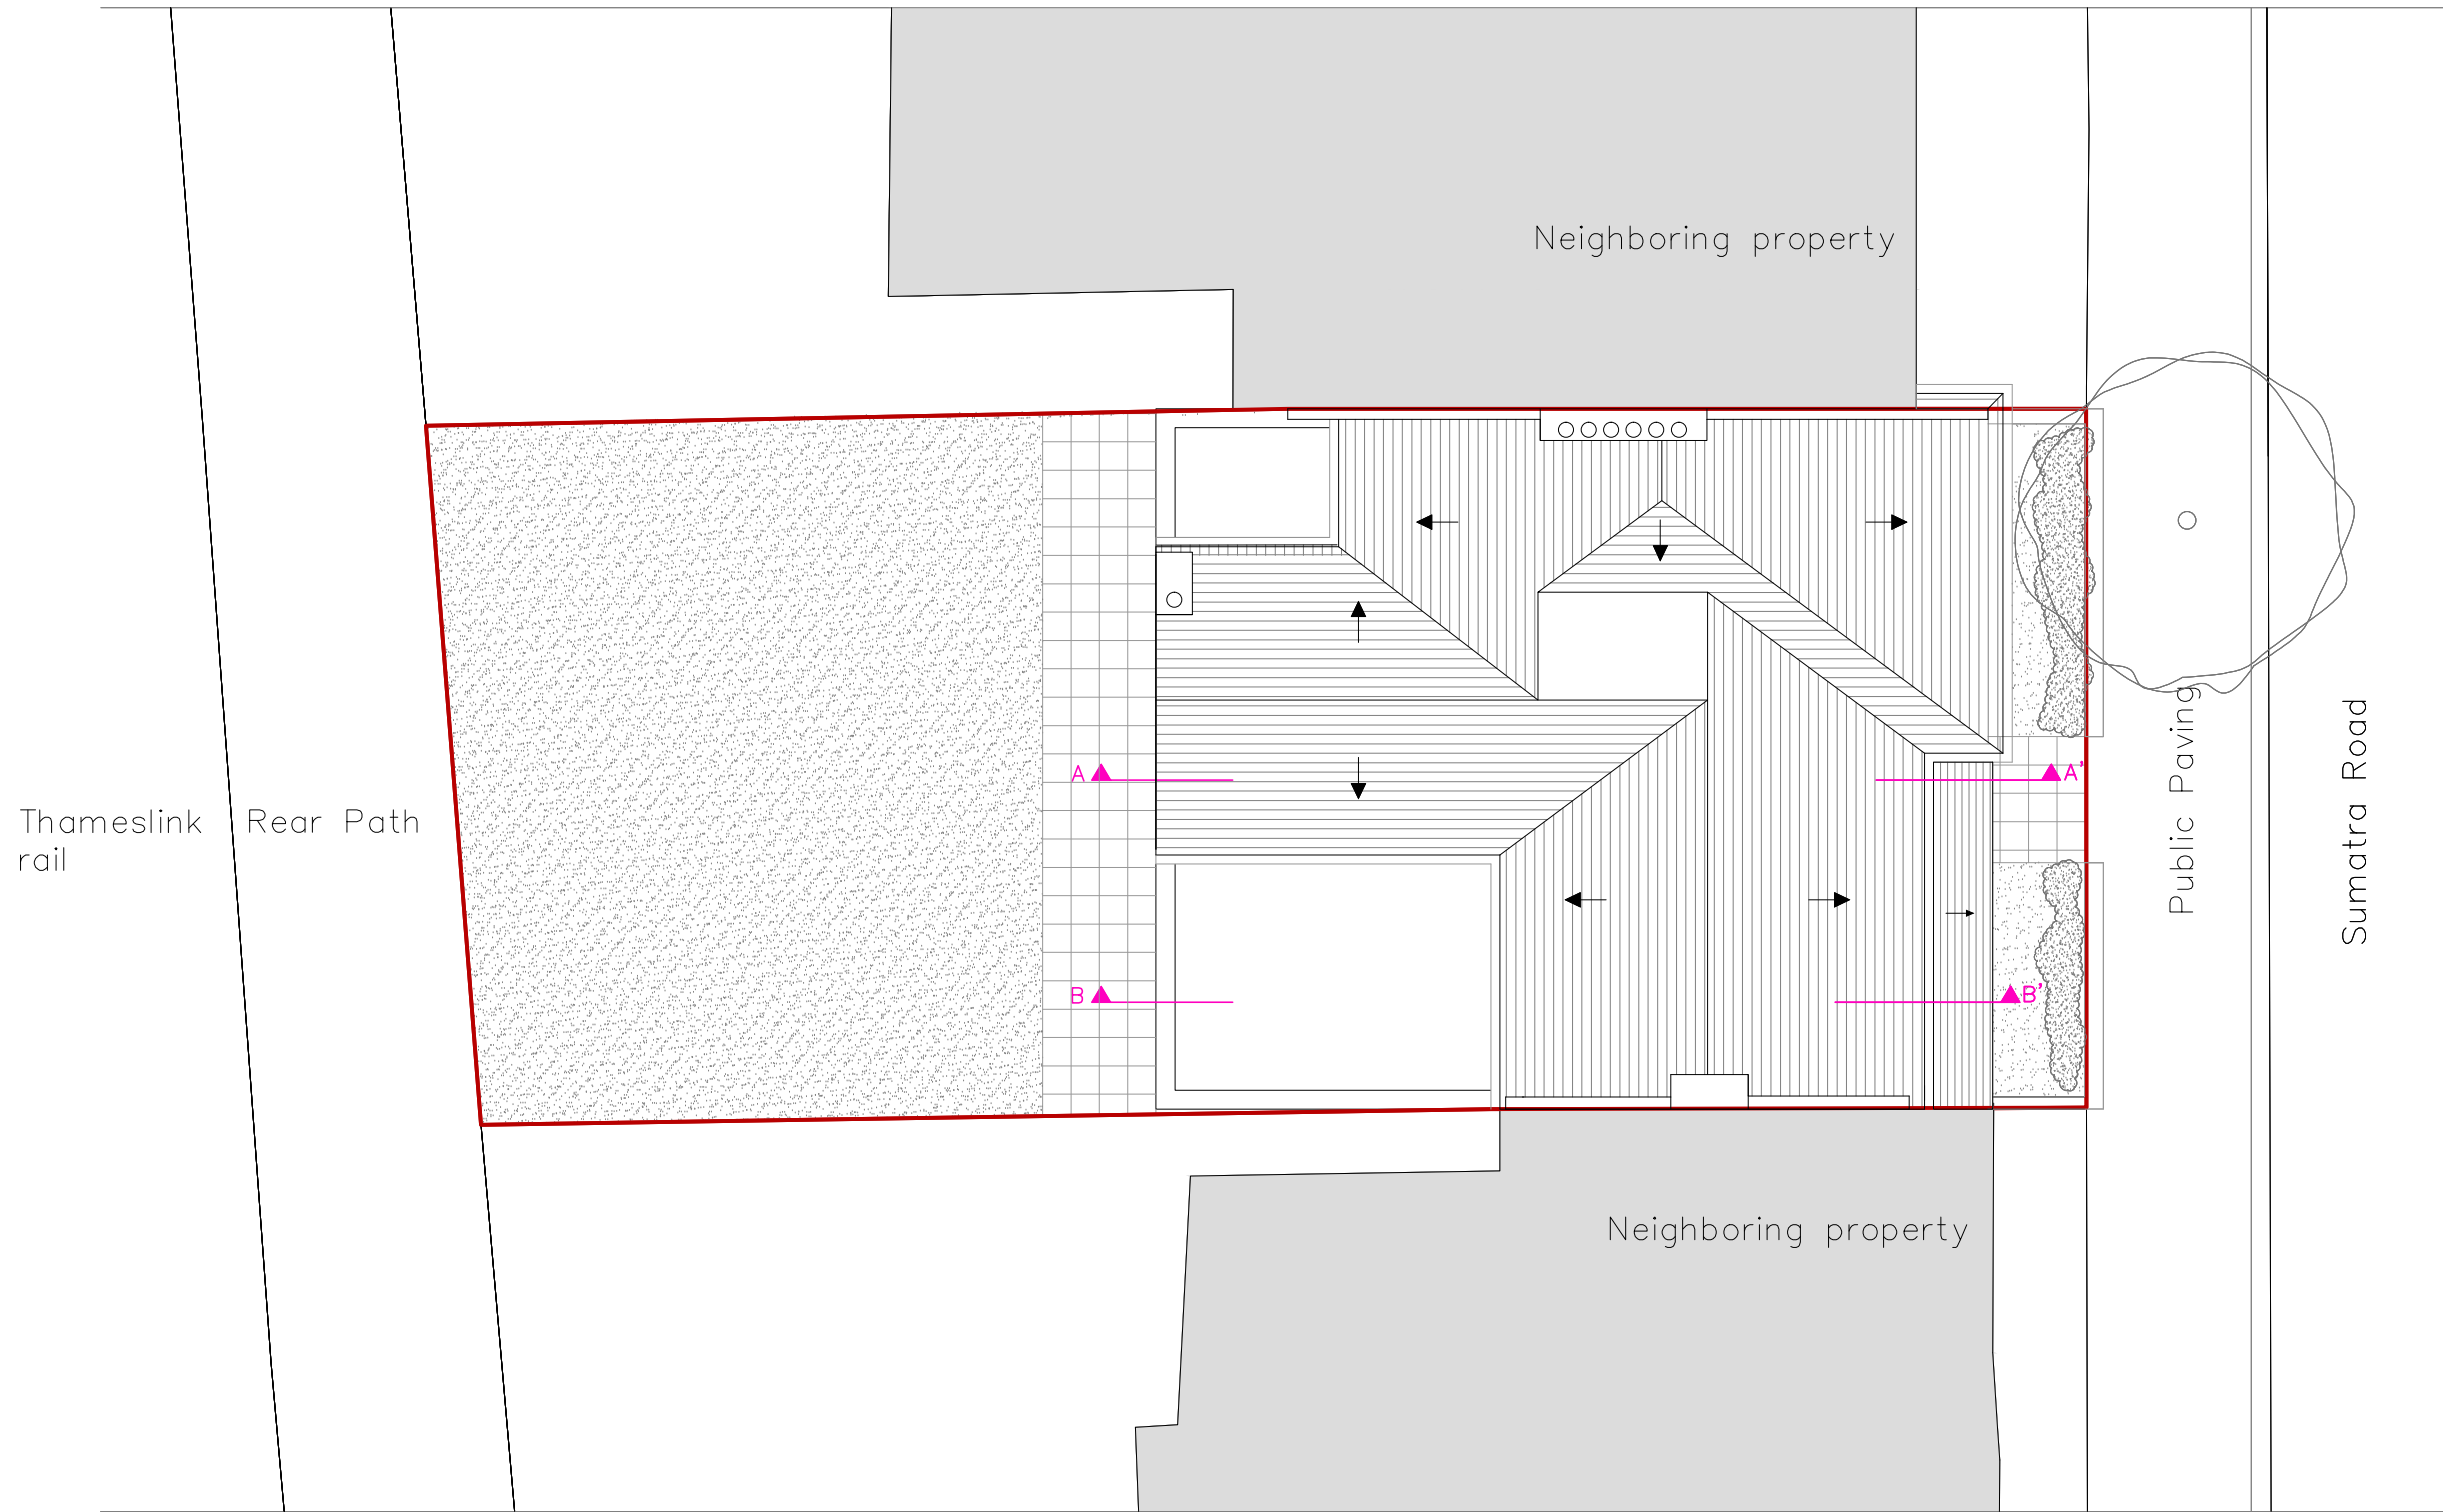 Neighboring property
A
A'
Public Paving
Sumatra Road
Thameslink
rail
Rear Path
B
B'
Neighboring property